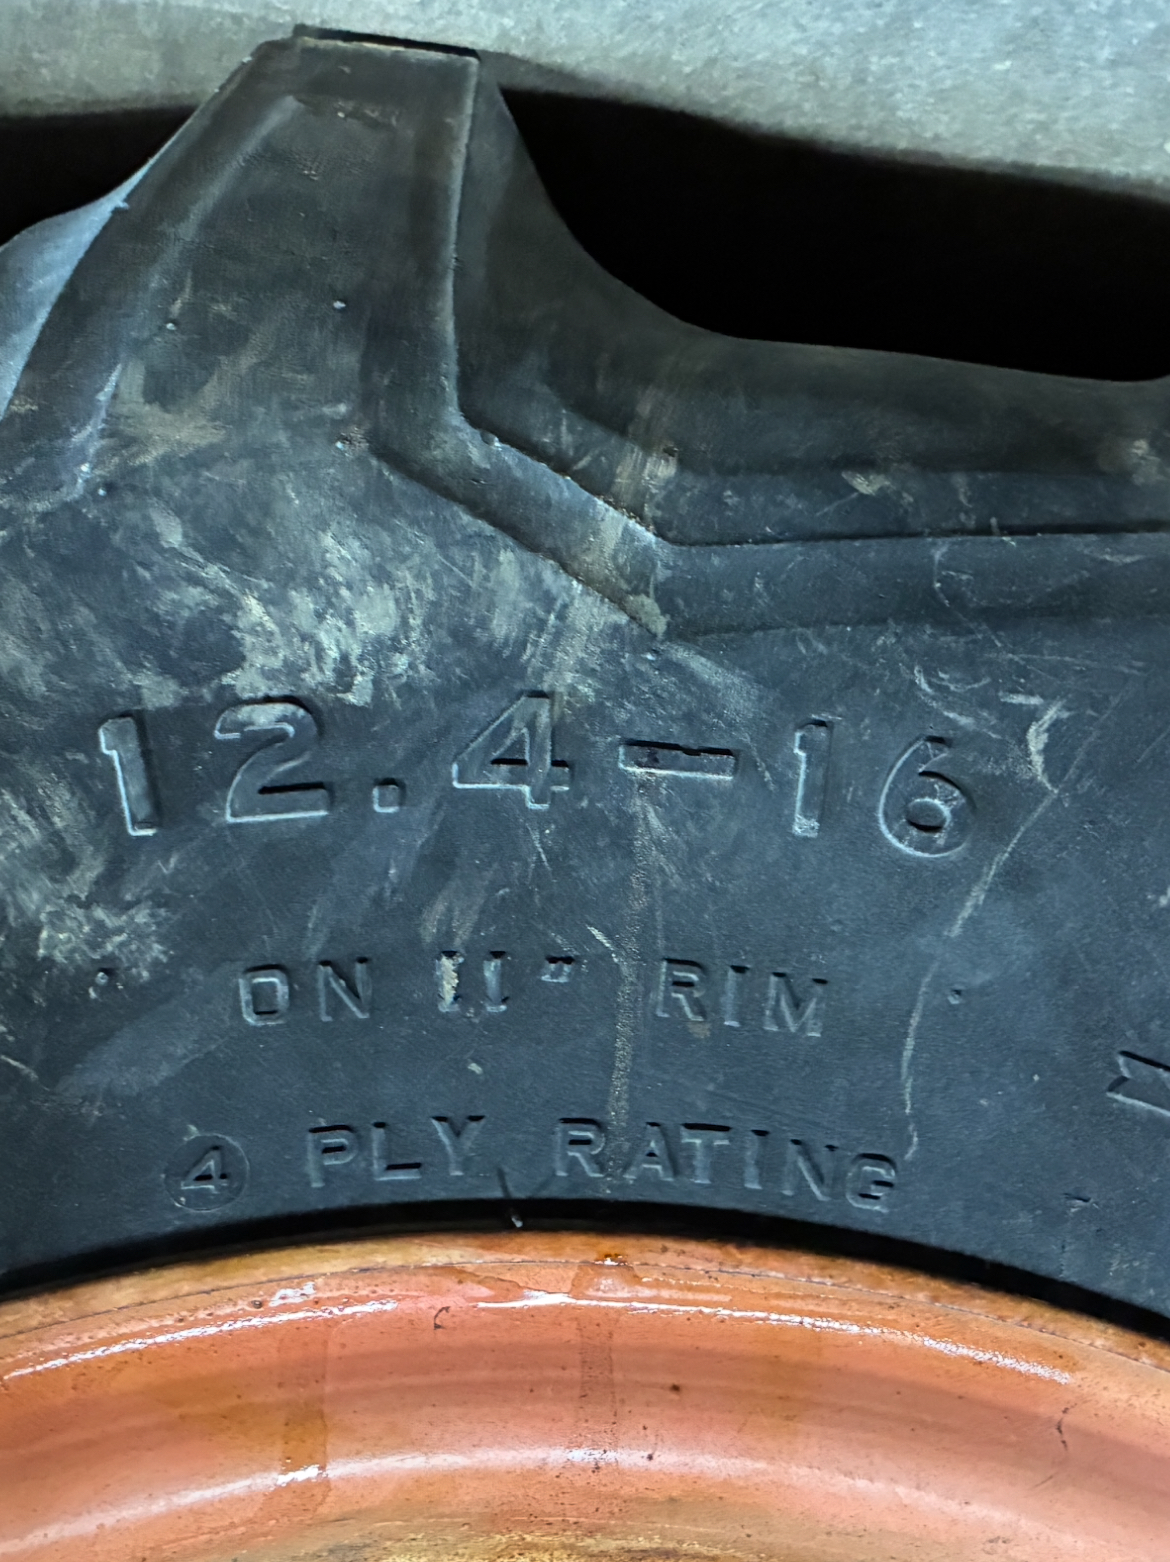 12.4-16
ON 11" RIM
4 PLY RATING